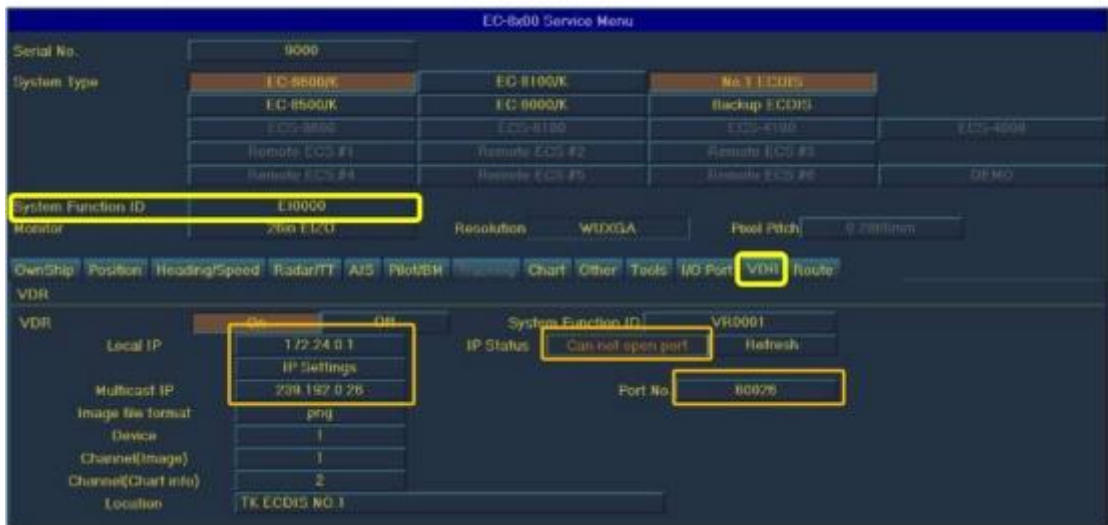 EC-8x00 Service Menu
Serial No. 9000
System Type EC-8600/K EC-8100/K No.1 ECDIS
EC-8500/K EC-8000/K Backup ECDIS
ECS-8600 ECS-8100 ECS-4100 ECS-4000
Remote ECS #1 Remote ECS #2 Remote ECS #3
Remote ECS #4 Remote ECS #5 Remote ECS #6 DEMO
System Function ID EI0000
Monitor 26in EIZO Resolution WUXGA Pixel Pitch
OwnShip Position Heading/Speed Radar/TT AIS Pilot/BM Tracking Chart Other Tools I/O Port VDR Route
VDR
VDR On Off System Function ID VR0001
Local IP 172.24.0.1 IP Status Can not open port Refresh
IP Settings
Multicast IP 239.192.0.26 Port No. 60026
Image file format png
Device 1
Channel(Image) 1
Channel(Chart info) 2
Location TK ECDIS NO.1